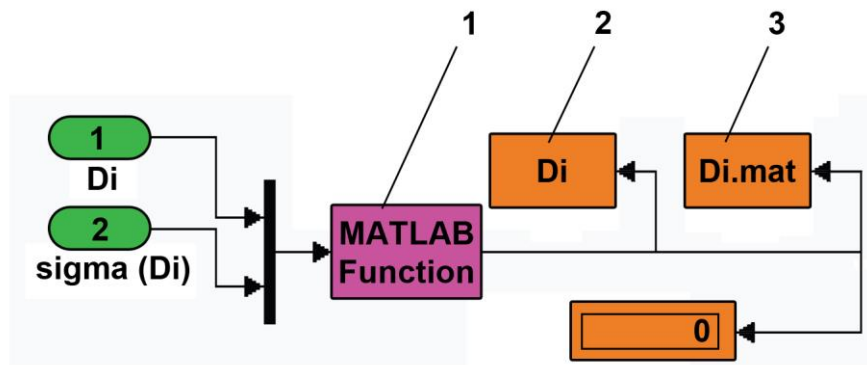 1
2
3
1
Di
2
sigma (Di)
MATLAB
Function
Di
Di.mat
0